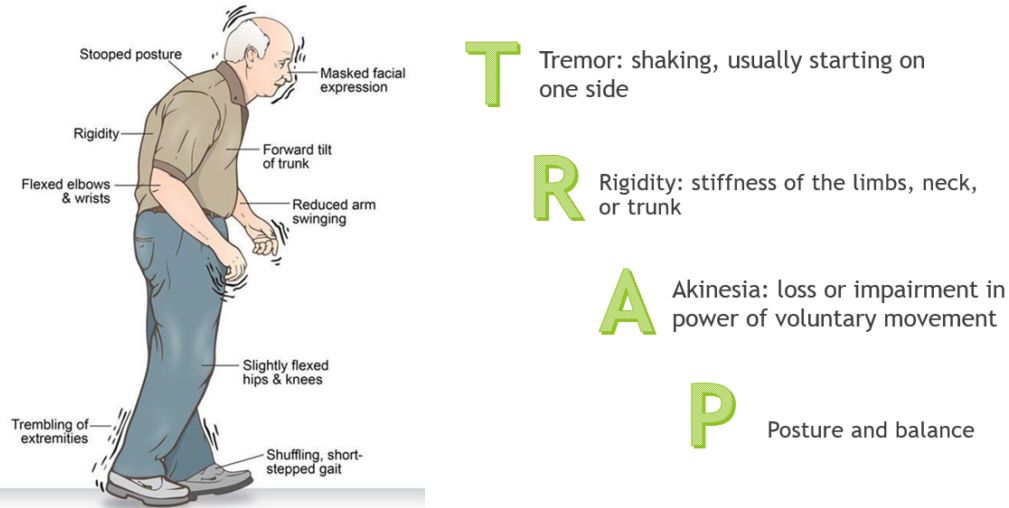 Stooped posture
Masked facial
expression
Rigidity
Forward tilt
of trunk
Flexed elbows
& wrists
Reduced arm
swinging
Slightly flexed
hips & knees
Trembling of
extremities
Shuffling, short-
stepped gait
T
Tremor: shaking, usually starting on
one side
R
Rigidity: stiffness of the limbs, neck,
or trunk
A
Akinesia: loss or impairment in
power of voluntary movement
P
Posture and balance